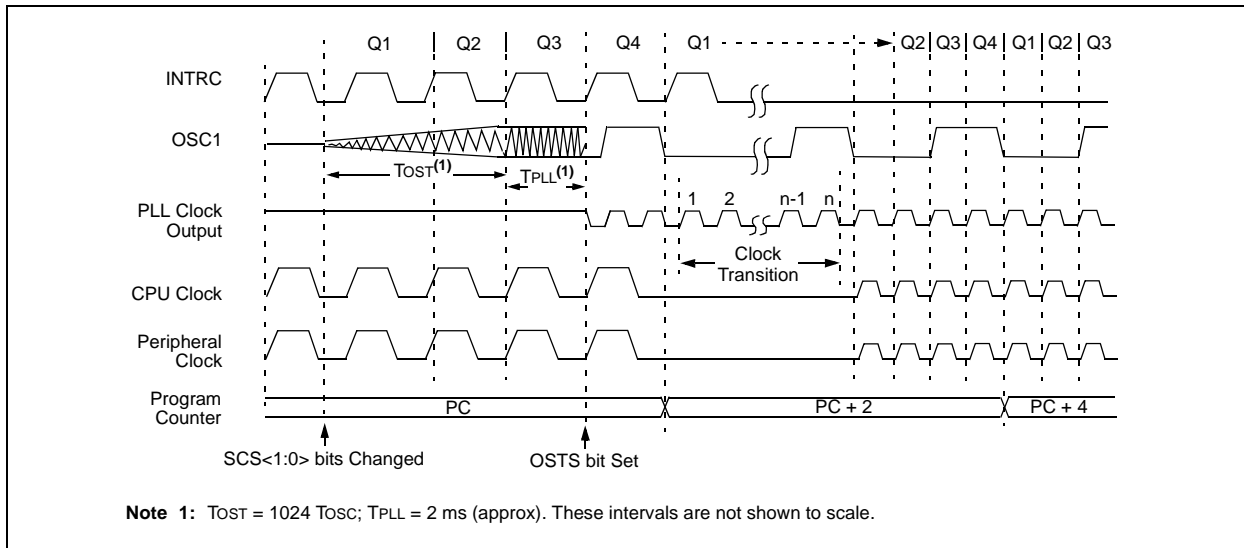 Q1 Q2 Q3 Q4 Q1 Q2 Q3 Q4 Q1 Q2 Q3
INTRC
OSC1
TOST(1)
TPLL(1)
PLL Clock
Output
1 2 n-1 n
Clock
Transition
CPU Clock
Peripheral
Clock
Program
Counter
PC PC + 2 PC + 4
SCS<1:0> bits Changed
OSTS bit Set
Note 1: TOST = 1024 TOSC; TPLL = 2 ms (approx). These intervals are not shown to scale.